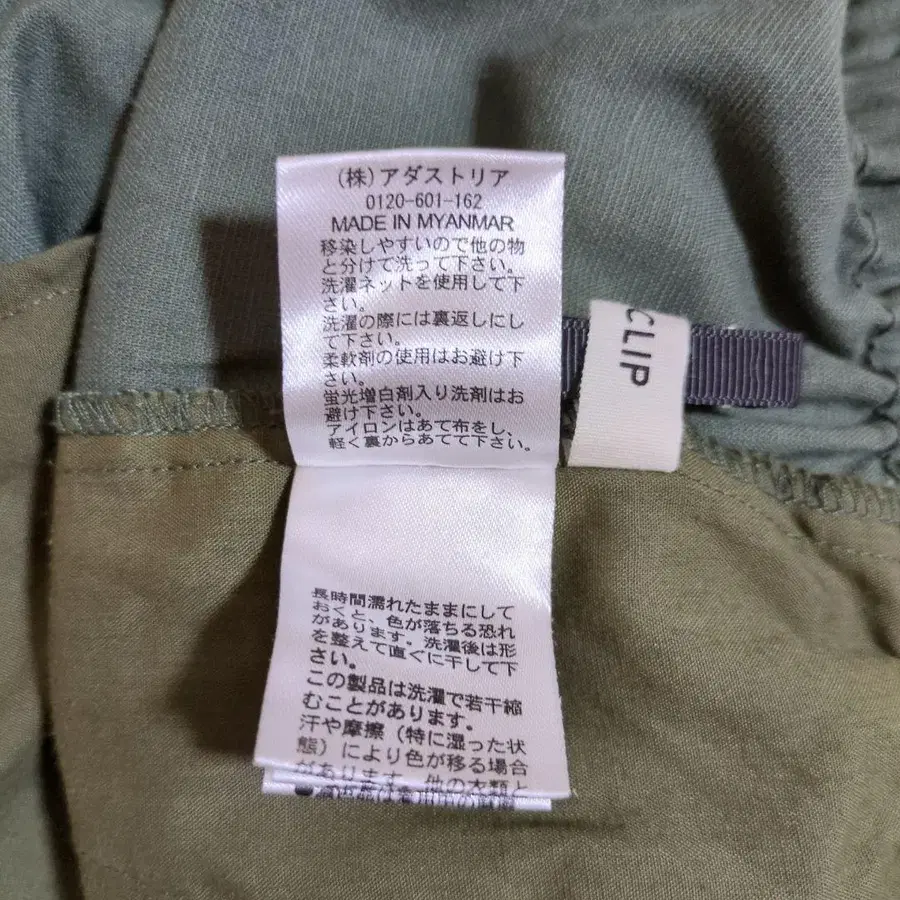 (株)アダストリア
0120-601-162
MADE IN MYANMAR
移染しやすいので他の物
と分けて洗って下さい。
洗濯ネットを使用して下
さい。
洗濯の際には裏返しにし
て下さい。
柔軟剤の使用はお避け下
さい。
蛍光増白剤入り洗剤はお
避け下さい。
アイロンはあて布をし、
軽く裏からあてて下さい。
CLIP
長時間濡れたままにして
おくと、色が落ちる恐れ
があります。洗濯後は形
を整えて直ぐに干して下
さい。
この製品は洗濯で若干縮
むことがあります。
汗や摩擦（特に湿った状
態）により色が移る場合
があります。他の衣類と